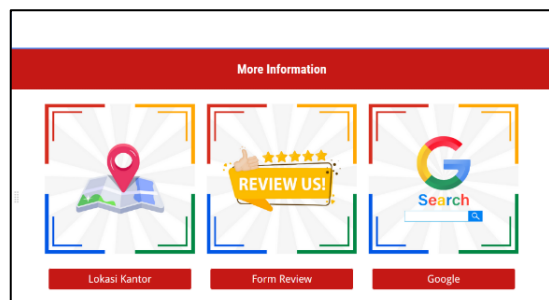 More Information
REVIEW US!
G
Search
Lokasi Kantor
Form Review
Google